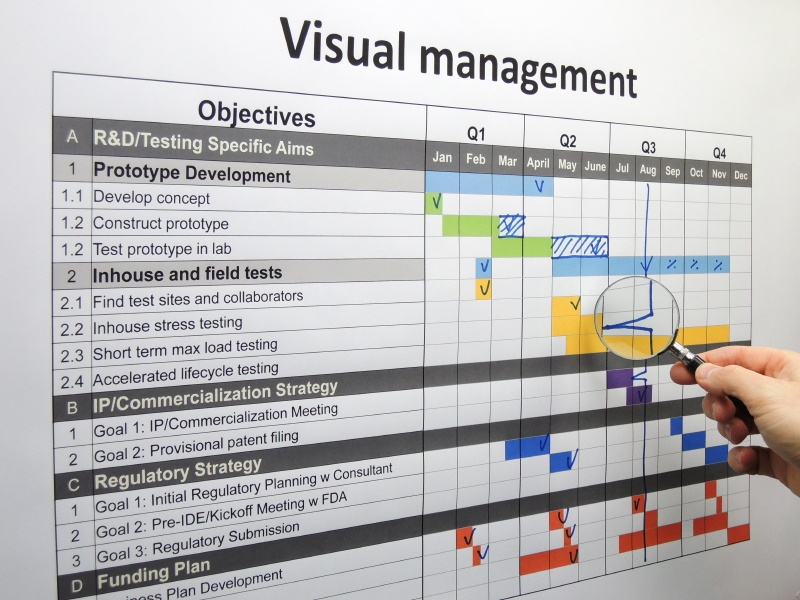 Visual management
Objectives
Q1 Q2 Q3 Q4
A R&D/Testing Specific Aims
Jan Feb Mar April May June Jul Aug Sep Oct Nov Dec
1 Prototype Development
1.1 Develop concept
1.2 Construct prototype
1.2 Test prototype in lab
2 Inhouse and field tests
2.1 Find test sites and collaborators
2.2 Inhouse stress testing
2.3 Short term max load testing
2.4 Accelerated lifecycle testing
B IP/Commercialization Strategy
1 Goal 1: IP/Commercialization Meeting
2 Goal 2: Provisional patent filing
C Regulatory Strategy
1 Goal 1: Initial Regulatory Planning w Consultant
2 Goal 2: Pre-IDE/Kickoff Meeting w FDA
3 Goal 3: Regulatory Submission
D Funding Plan
Plan Development